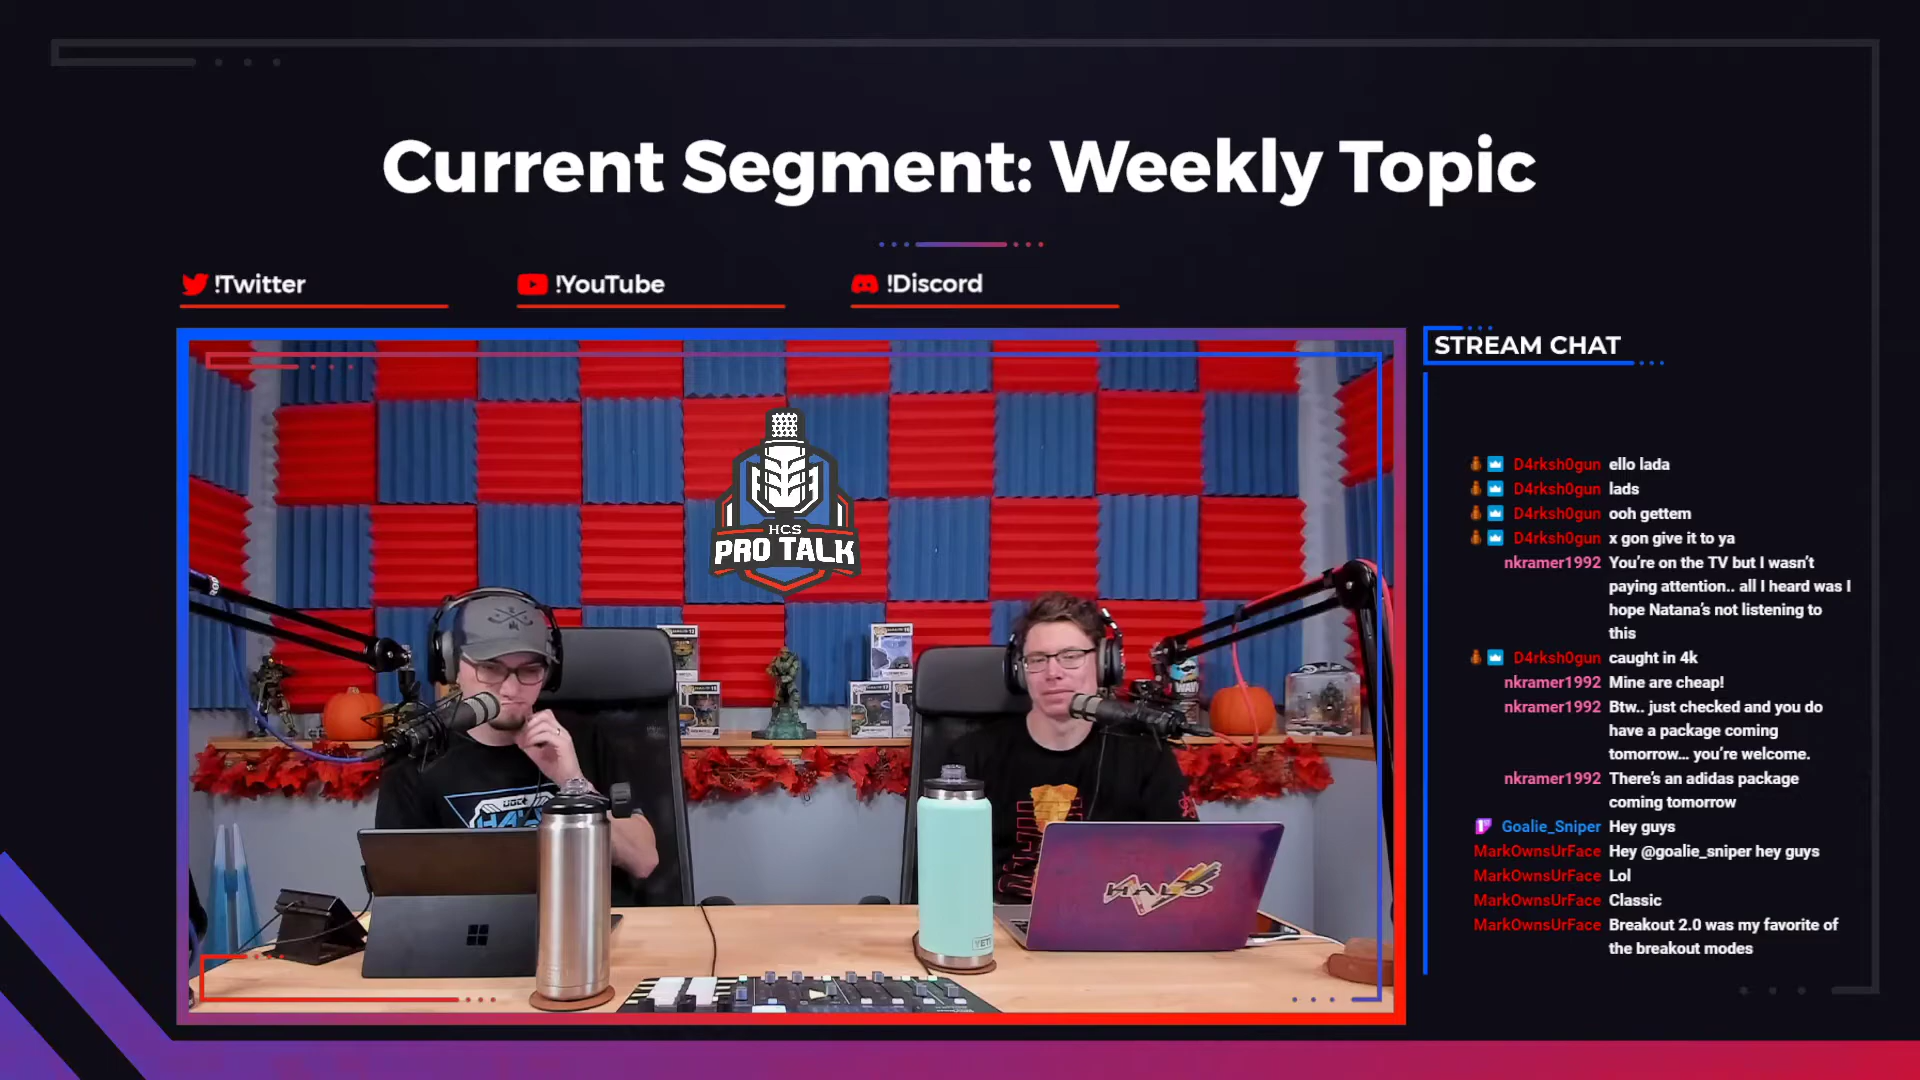 Current Segment: Weekly Topic
!Twitter
!YouTube
!Discord
STREAM CHAT
HCS
PRO TALK
YETI
HALO
D4rksh0gun ello lada
D4rksh0gun lads
D4rksh0gun ooh gettem
D4rksh0gun x gon give it to ya
nkramer1992 You're on the TV but I wasn't
paying attention.. all I heard was I
hope Natana's not listening to
this
D4rksh0gun caught in 4k
nkramer1992 Mine are cheap!
nkramer1992 Btw.. just checked and you do
have a package coming
tomorrow... you're welcome.
nkramer1992 There's an adidas package
coming tomorrow
Goalie_Sniper Hey guys
MarkOwnsUrFace Hey @goalie_sniper hey guys
MarkOwnsUrFace Lol
MarkOwnsUrFace Classic
MarkOwnsUrFace Breakout 2.0 was my favorite of
the breakout modes